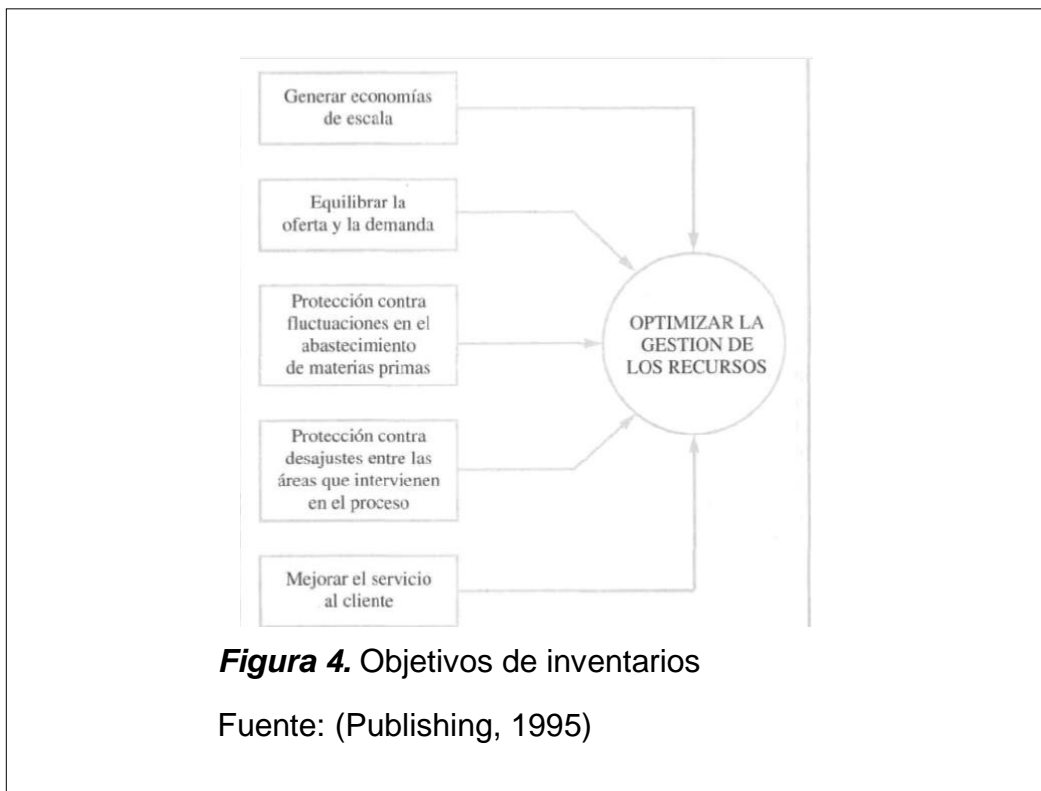 Generar economías
de escala
Equilibrar la
oferta y la demanda
Protección contra
fluctuaciones en el
abastecimiento
de materias primas
Protección contra
desajustes entre las
áreas que intervienen
en el proceso
Mejorar el servicio
al cliente
OPTIMIZAR LA
GESTION DE
LOS RECURSOS
Figura 4. Objetivos de inventarios
Fuente: (Publishing, 1995)